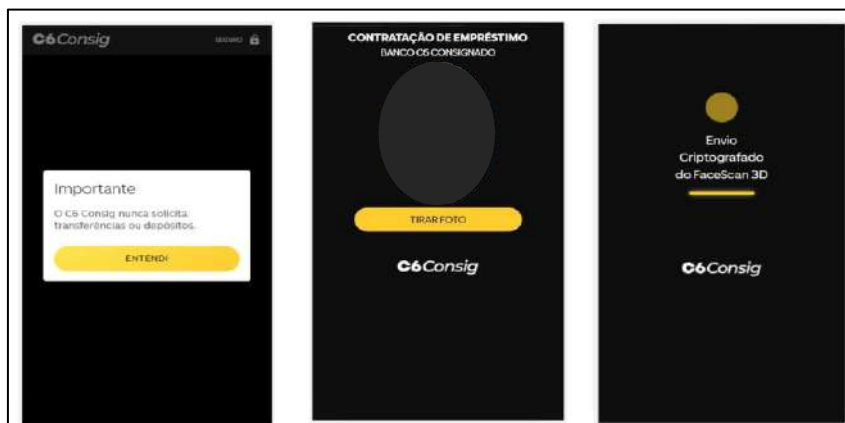 C6Consig
SEGURO
Importante
O C6 Consig nunca solicita
transferências ou depósitos.
ENTENDI
CONTRATAÇÃO DE EMPRÉSTIMO
BANCO C6 CONSIGNADO
TIRAR FOTO
C6Consig
Envio
Criptografado
do FaceScan 3D
C6Consig